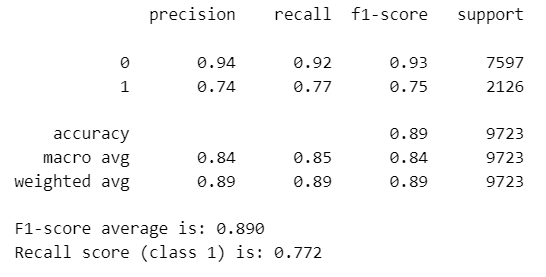 precision recall f1-score support
0 0.94 0.92 0.93 7597
1 0.74 0.77 0.75 2126
accuracy 0.89 9723
macro avg 0.84 0.85 0.84 9723
weighted avg 0.89 0.89 0.89 9723
F1-score average is: 0.890
Recall score (class 1) is: 0.772